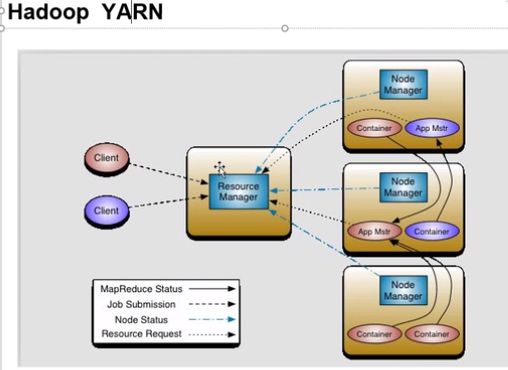 Hadoop YARN
Node
Manager
Container
App Mstr
Client
Client
Resource
Manager
Node
Manager
App Mstr
Container
Node
Manager
Container
Container
MapReduce Status
Job Submission
Node Status
Resource Request